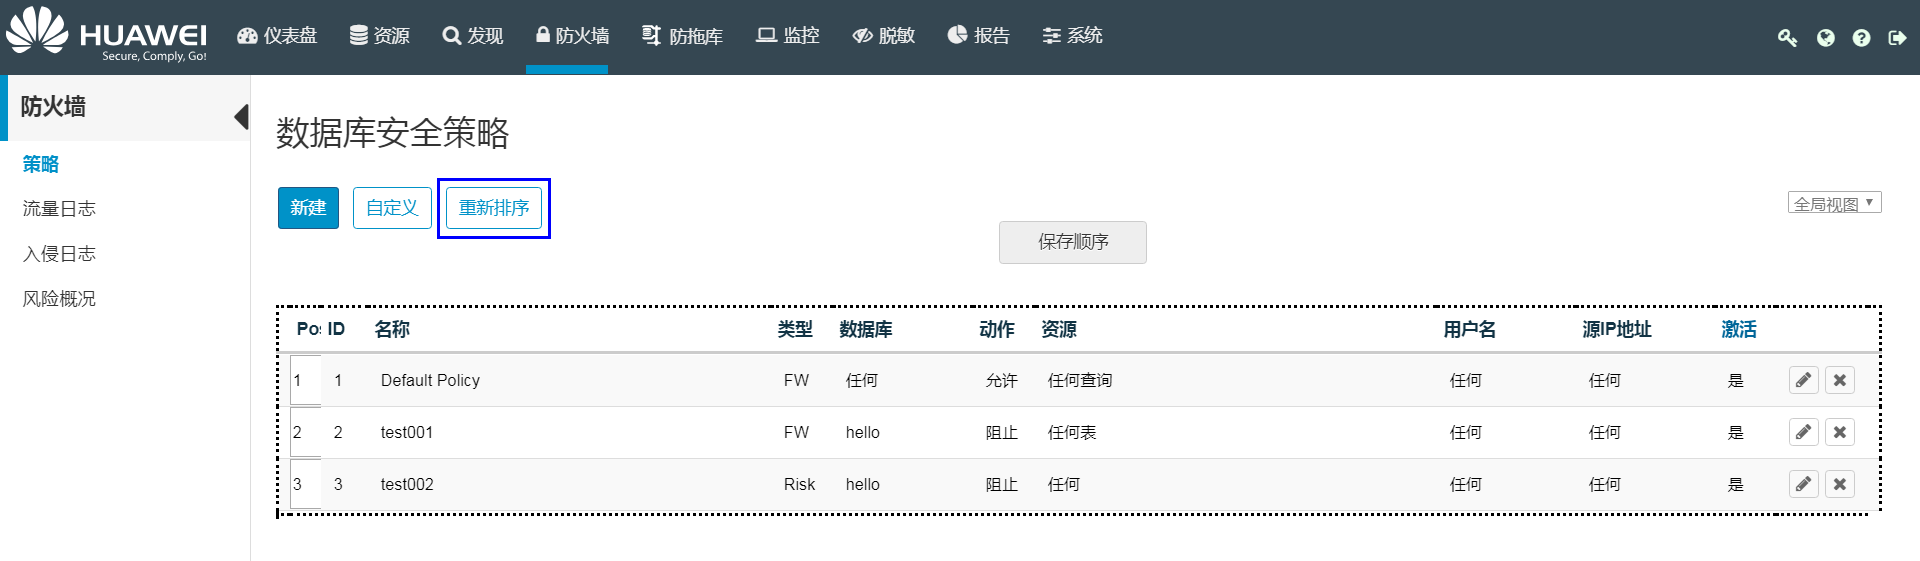 HUAWEI
Secure, Comply, Go!
仪表盘 资源 发现 防火墙 防拖库 监控 脱敏 报告 系统
防火墙
策略
流量日志
入侵日志
风险概况
数据库安全策略
新建 自定义 重新排序
全局视图
保存顺序
Pos ID 名称 类型 数据库 动作 资源 用户名 源IP地址 激活
1 1 Default Policy FW 任何 允许 任何查询 任何 任何 是
2 2 test001 FW hello 阻止 任何表 任何 任何 是
3 3 test002 Risk hello 阻止 任何 任何 任何 是